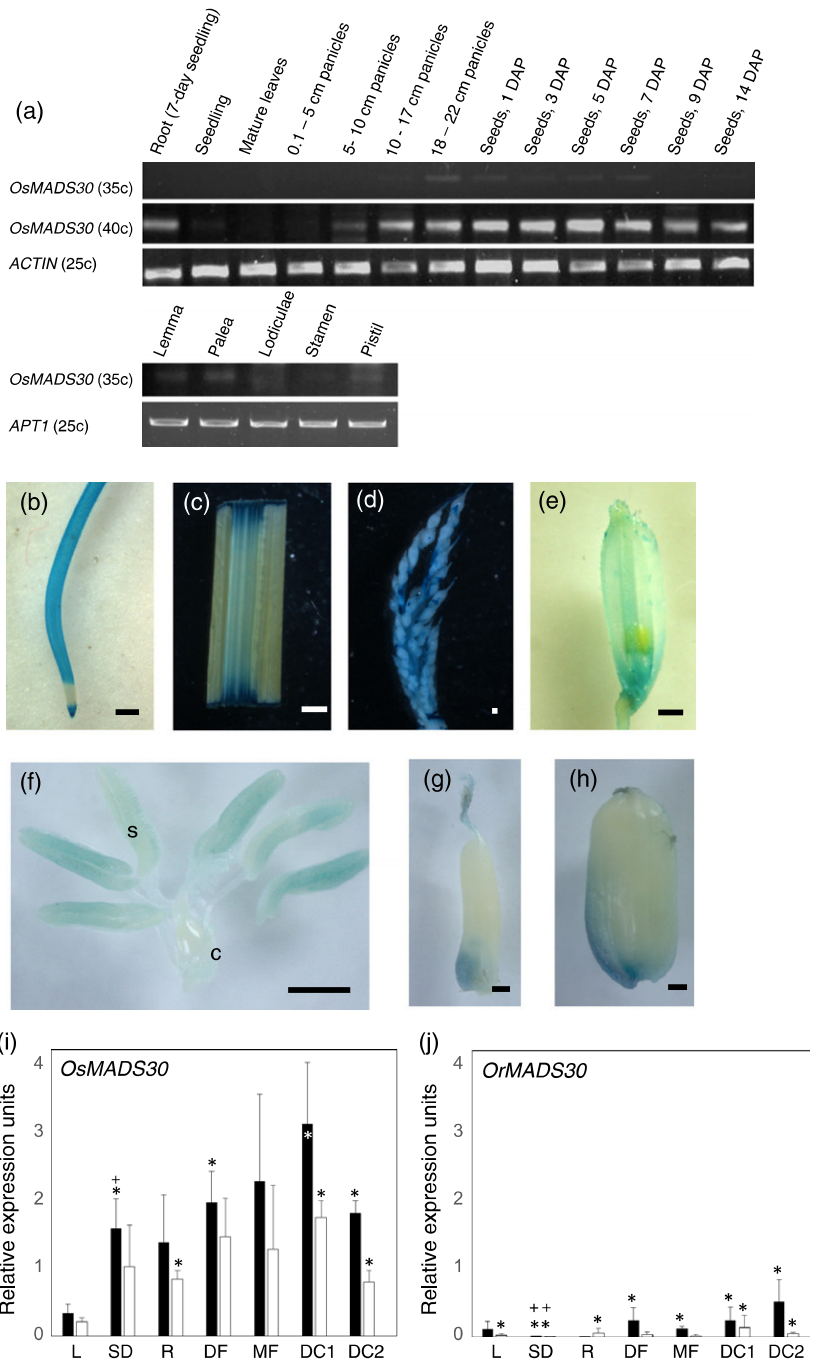 (a)
Root (7-day seedling)
Seedling
Mature leaves
0.1 – 5 cm panicles
5- 10 cm panicles
10 - 17 cm panicles
18 – 22 cm panicles
Seeds, 1 DAP
Seeds, 3 DAP
Seeds, 5 DAP
Seeds, 7 DAP
Seeds, 9 DAP
Seeds, 14 DAP
OsMADS30 (35c)
OsMADS30 (40c)
ACTIN (25c)
Lemma
Palea
Lodiculae
Stamen
Pistil
OsMADS30 (35c)
APT1 (25c)
(b)
(c)
(d)
(e)
(f)
s
c
(g)
(h)
(i)
OsMADS30
Relative expression units
4
3
2
1
0
+
*
*
*
*
*
*
*
L SD R DF MF DC1 DC2
(j)
OrMADS30
Relative expression units
4
3
2
1
0
*
++
**
*
*
*
* *
*
*
L SD R DF MF DC1 DC2